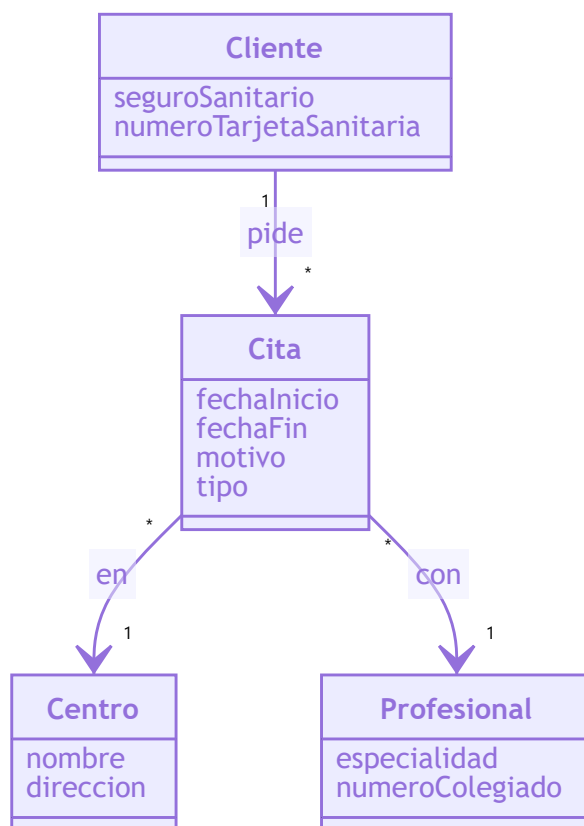 Cliente
seguroSanitario
numeroTarjetaSanitaria
1
pide
*
Cita
fechaInicio
fechaFin
motivo
tipo
* *
en con
1 1
Centro Profesional
nombre especialidad
direccion numeroColegiado